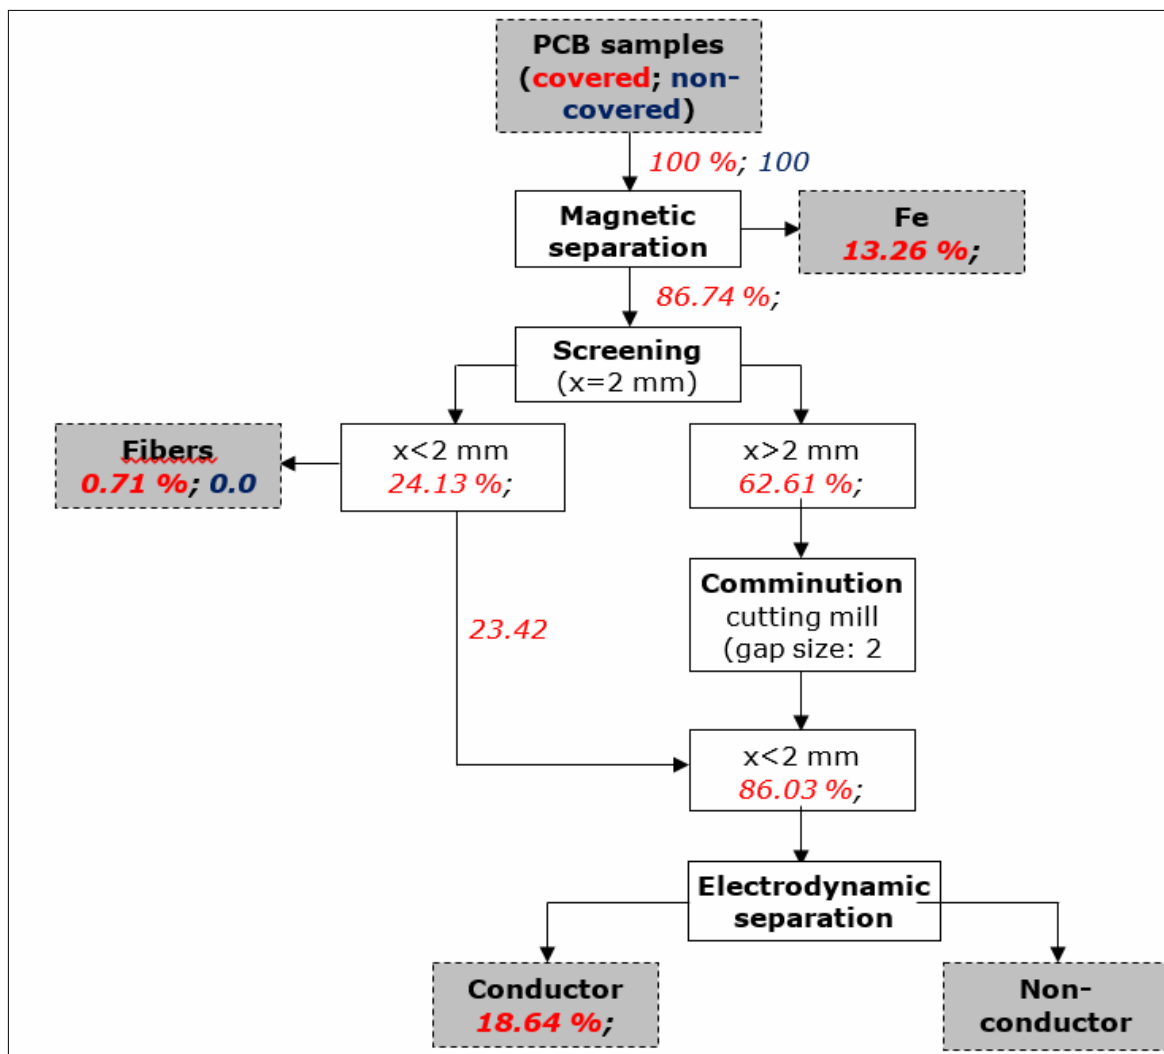 PCB samples
(covered; non-
covered)
100 %; 100
Magnetic
separation
Fe
13.26 %;
86.74 %;
Screening
(x=2 mm)
Fibers
0.71 %; 0.0
x<2 mm
24.13 %;
x>2 mm
62.61 %;
Comminution
cutting mill
(gap size: 2
23.42
x<2 mm
86.03 %;
Electrodynamic
separation
Conductor
18.64 %;
Non-
conductor